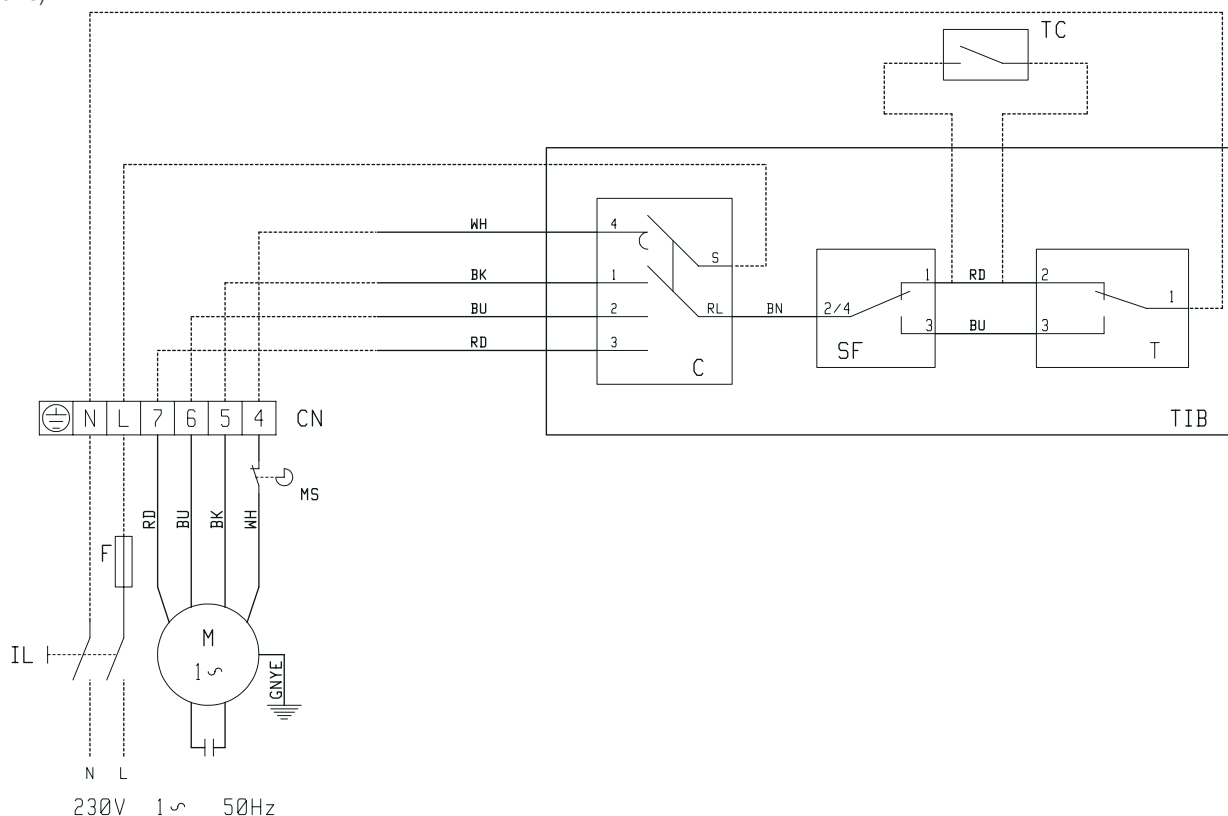 TC
WH 4
S
BK 1
BU 2 RL BN 2/4 1 RD 2 1
3 BU 3
RD 3
C SF T
TIB
N L 7 6 5 4 CN
MS
RD BU BK WH
F
M
1~
IL
GNYE
N L
230V 1~ 50Hz